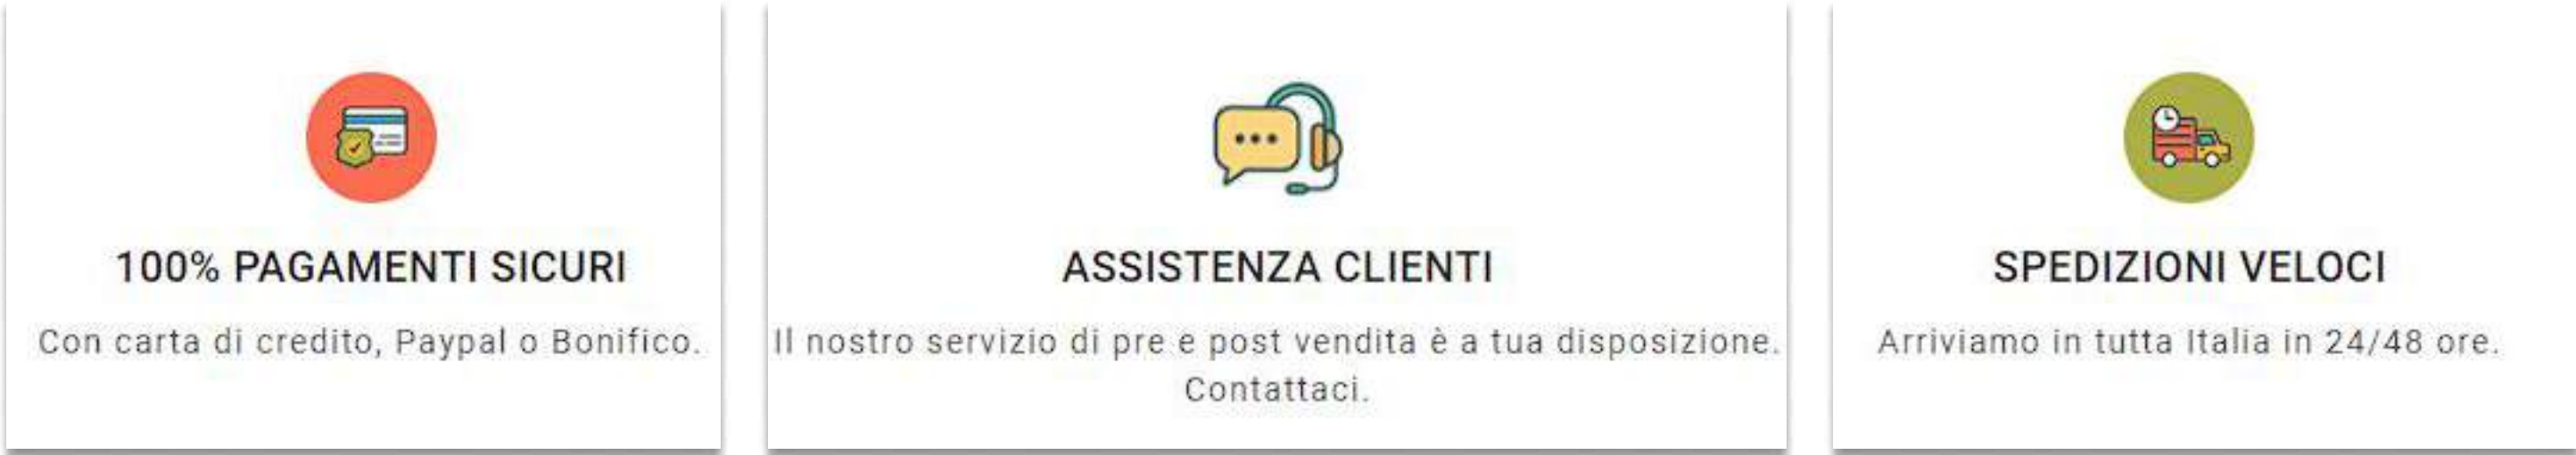 100% PAGAMENTI SICURI
Con carta di credito, Paypal o Bonifico.
ASSISTENZA CLIENTI
Il nostro servizio di pre e post vendita è a tua disposizione.
Contattaci.
SPEDIZIONI VELOCI
Arriviamo in tutta Italia in 24/48 ore.